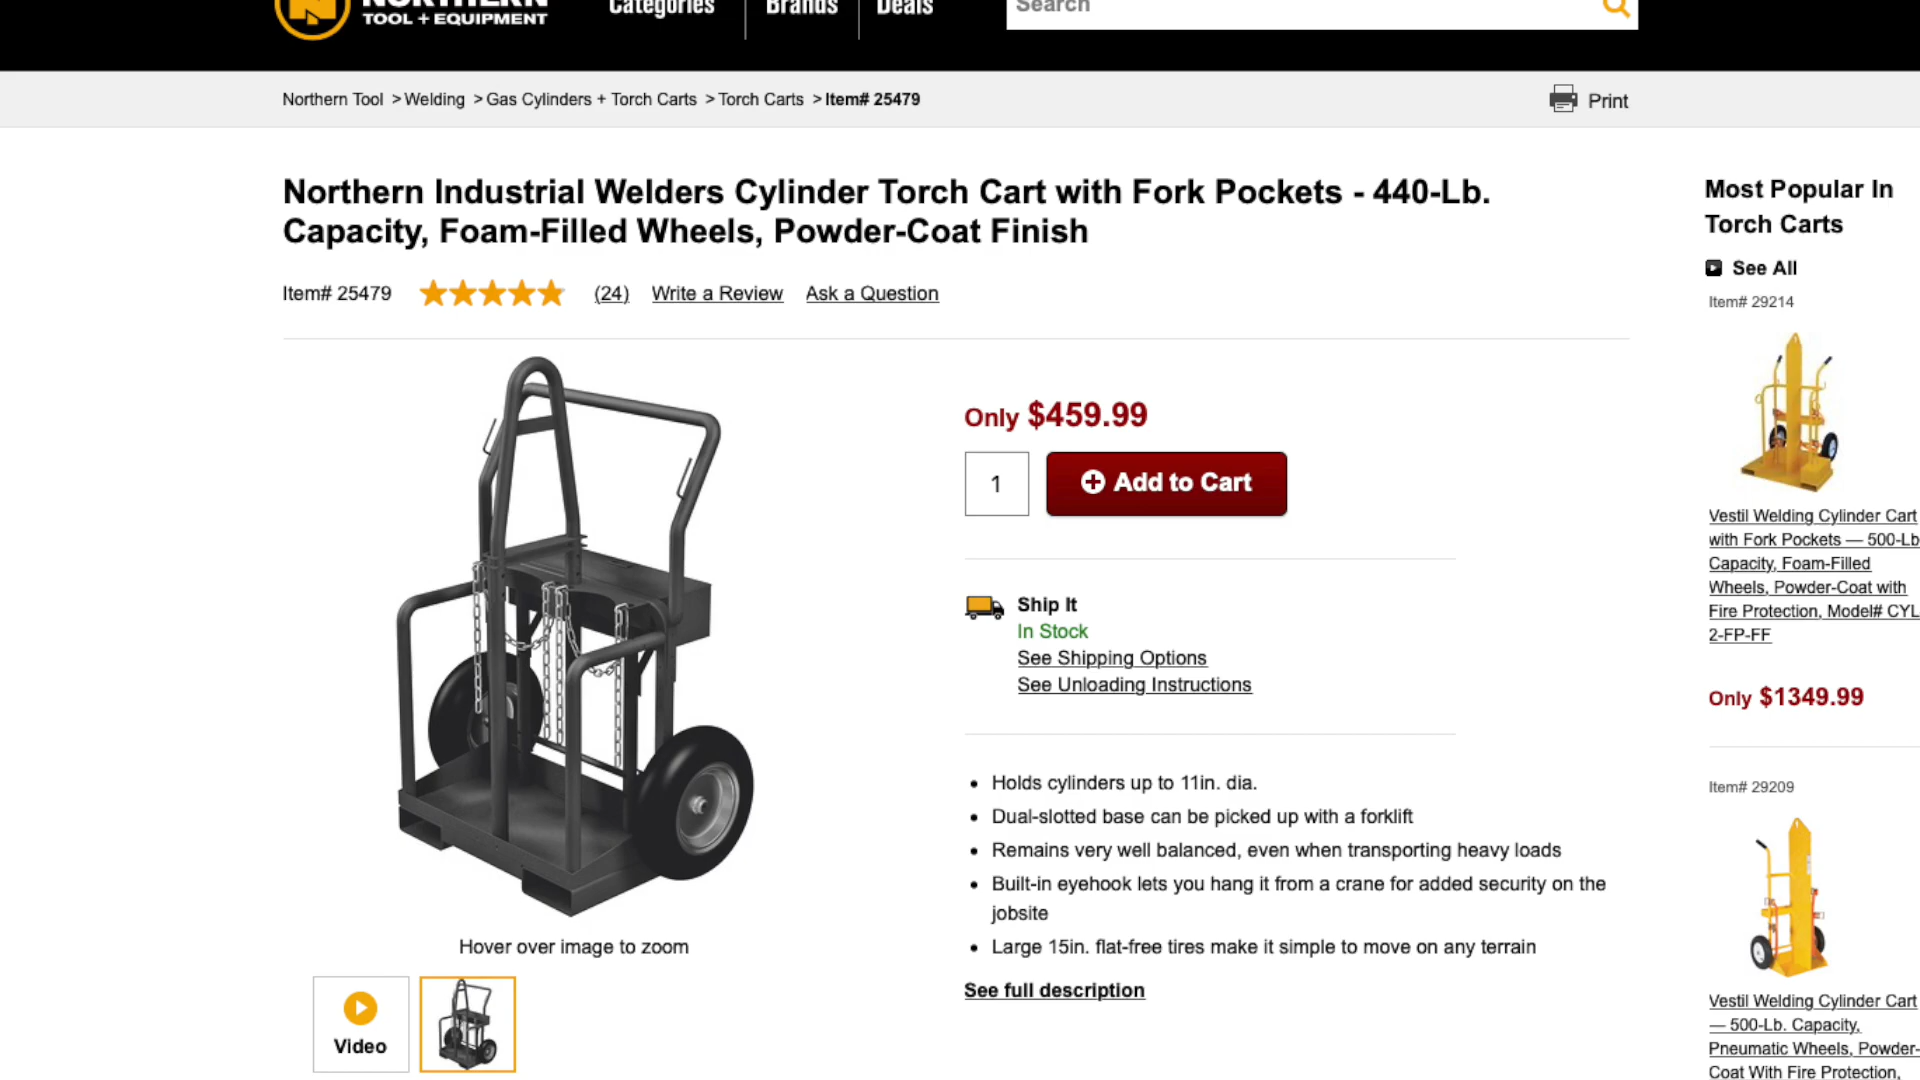 NORTHERN
TOOL + EQUIPMENT
Categories
Brands
Deals
Search
Northern Tool > Welding > Gas Cylinders + Torch Carts > Torch Carts > Item# 25479
Print
Northern Industrial Welders Cylinder Torch Cart with Fork Pockets - 440-Lb.
Capacity, Foam-Filled Wheels, Powder-Coat Finish
Item# 25479
(24)
Write a Review
Ask a Question
Only $459.99
1
Add to Cart
Ship It
In Stock
See Shipping Options
See Unloading Instructions
• Holds cylinders up to 11in. dia.
• Dual-slotted base can be picked up with a forklift
• Remains very well balanced, even when transporting heavy loads
• Built-in eyehook lets you hang it from a crane for added security on the
jobsite
• Large 15in. flat-free tires make it simple to move on any terrain
See full description
Hover over image to zoom
Video
Most Popular In
Torch Carts
See All
Item# 29214
Vestil Welding Cylinder Cart
with Fork Pockets — 500-Lb
Capacity, Foam-Filled
Wheels, Powder-Coat with
Fire Protection, Model# CYL
2-FP-FF
Only $1349.99
Item# 29209
Vestil Welding Cylinder Cart
— 500-Lb. Capacity,
Pneumatic Wheels, Powder-
Coat With Fire Protection,